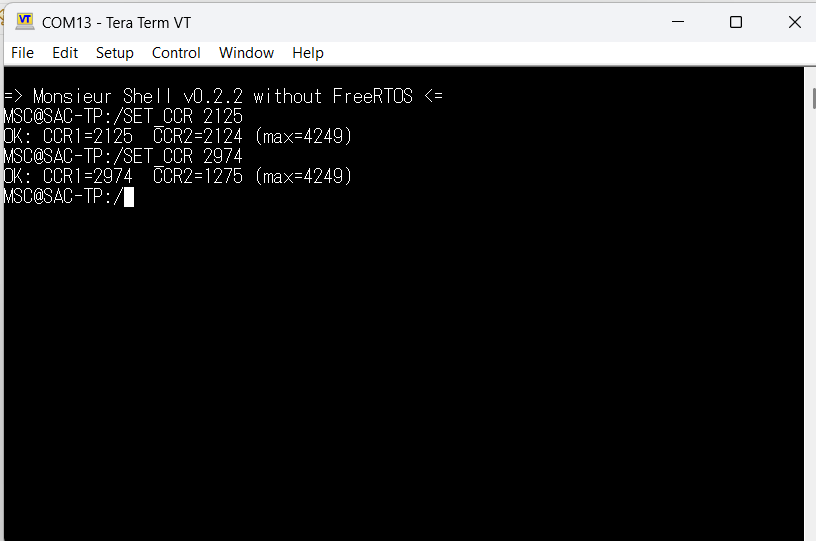 VT COM13 - Tera Term VT
File Edit Setup Control Window Help
=> Monsieur Shell v0.2.2 without FreeRTOS <=
MSC@SAC-TP:/SET_CCR 2125
OK: CCR1=2125  CCR2=2124 (max=4249)
MSC@SAC-TP:/SET_CCR 2974
OK: CCR1=2974  CCR2=1275 (max=4249)
MSC@SAC-TP:/